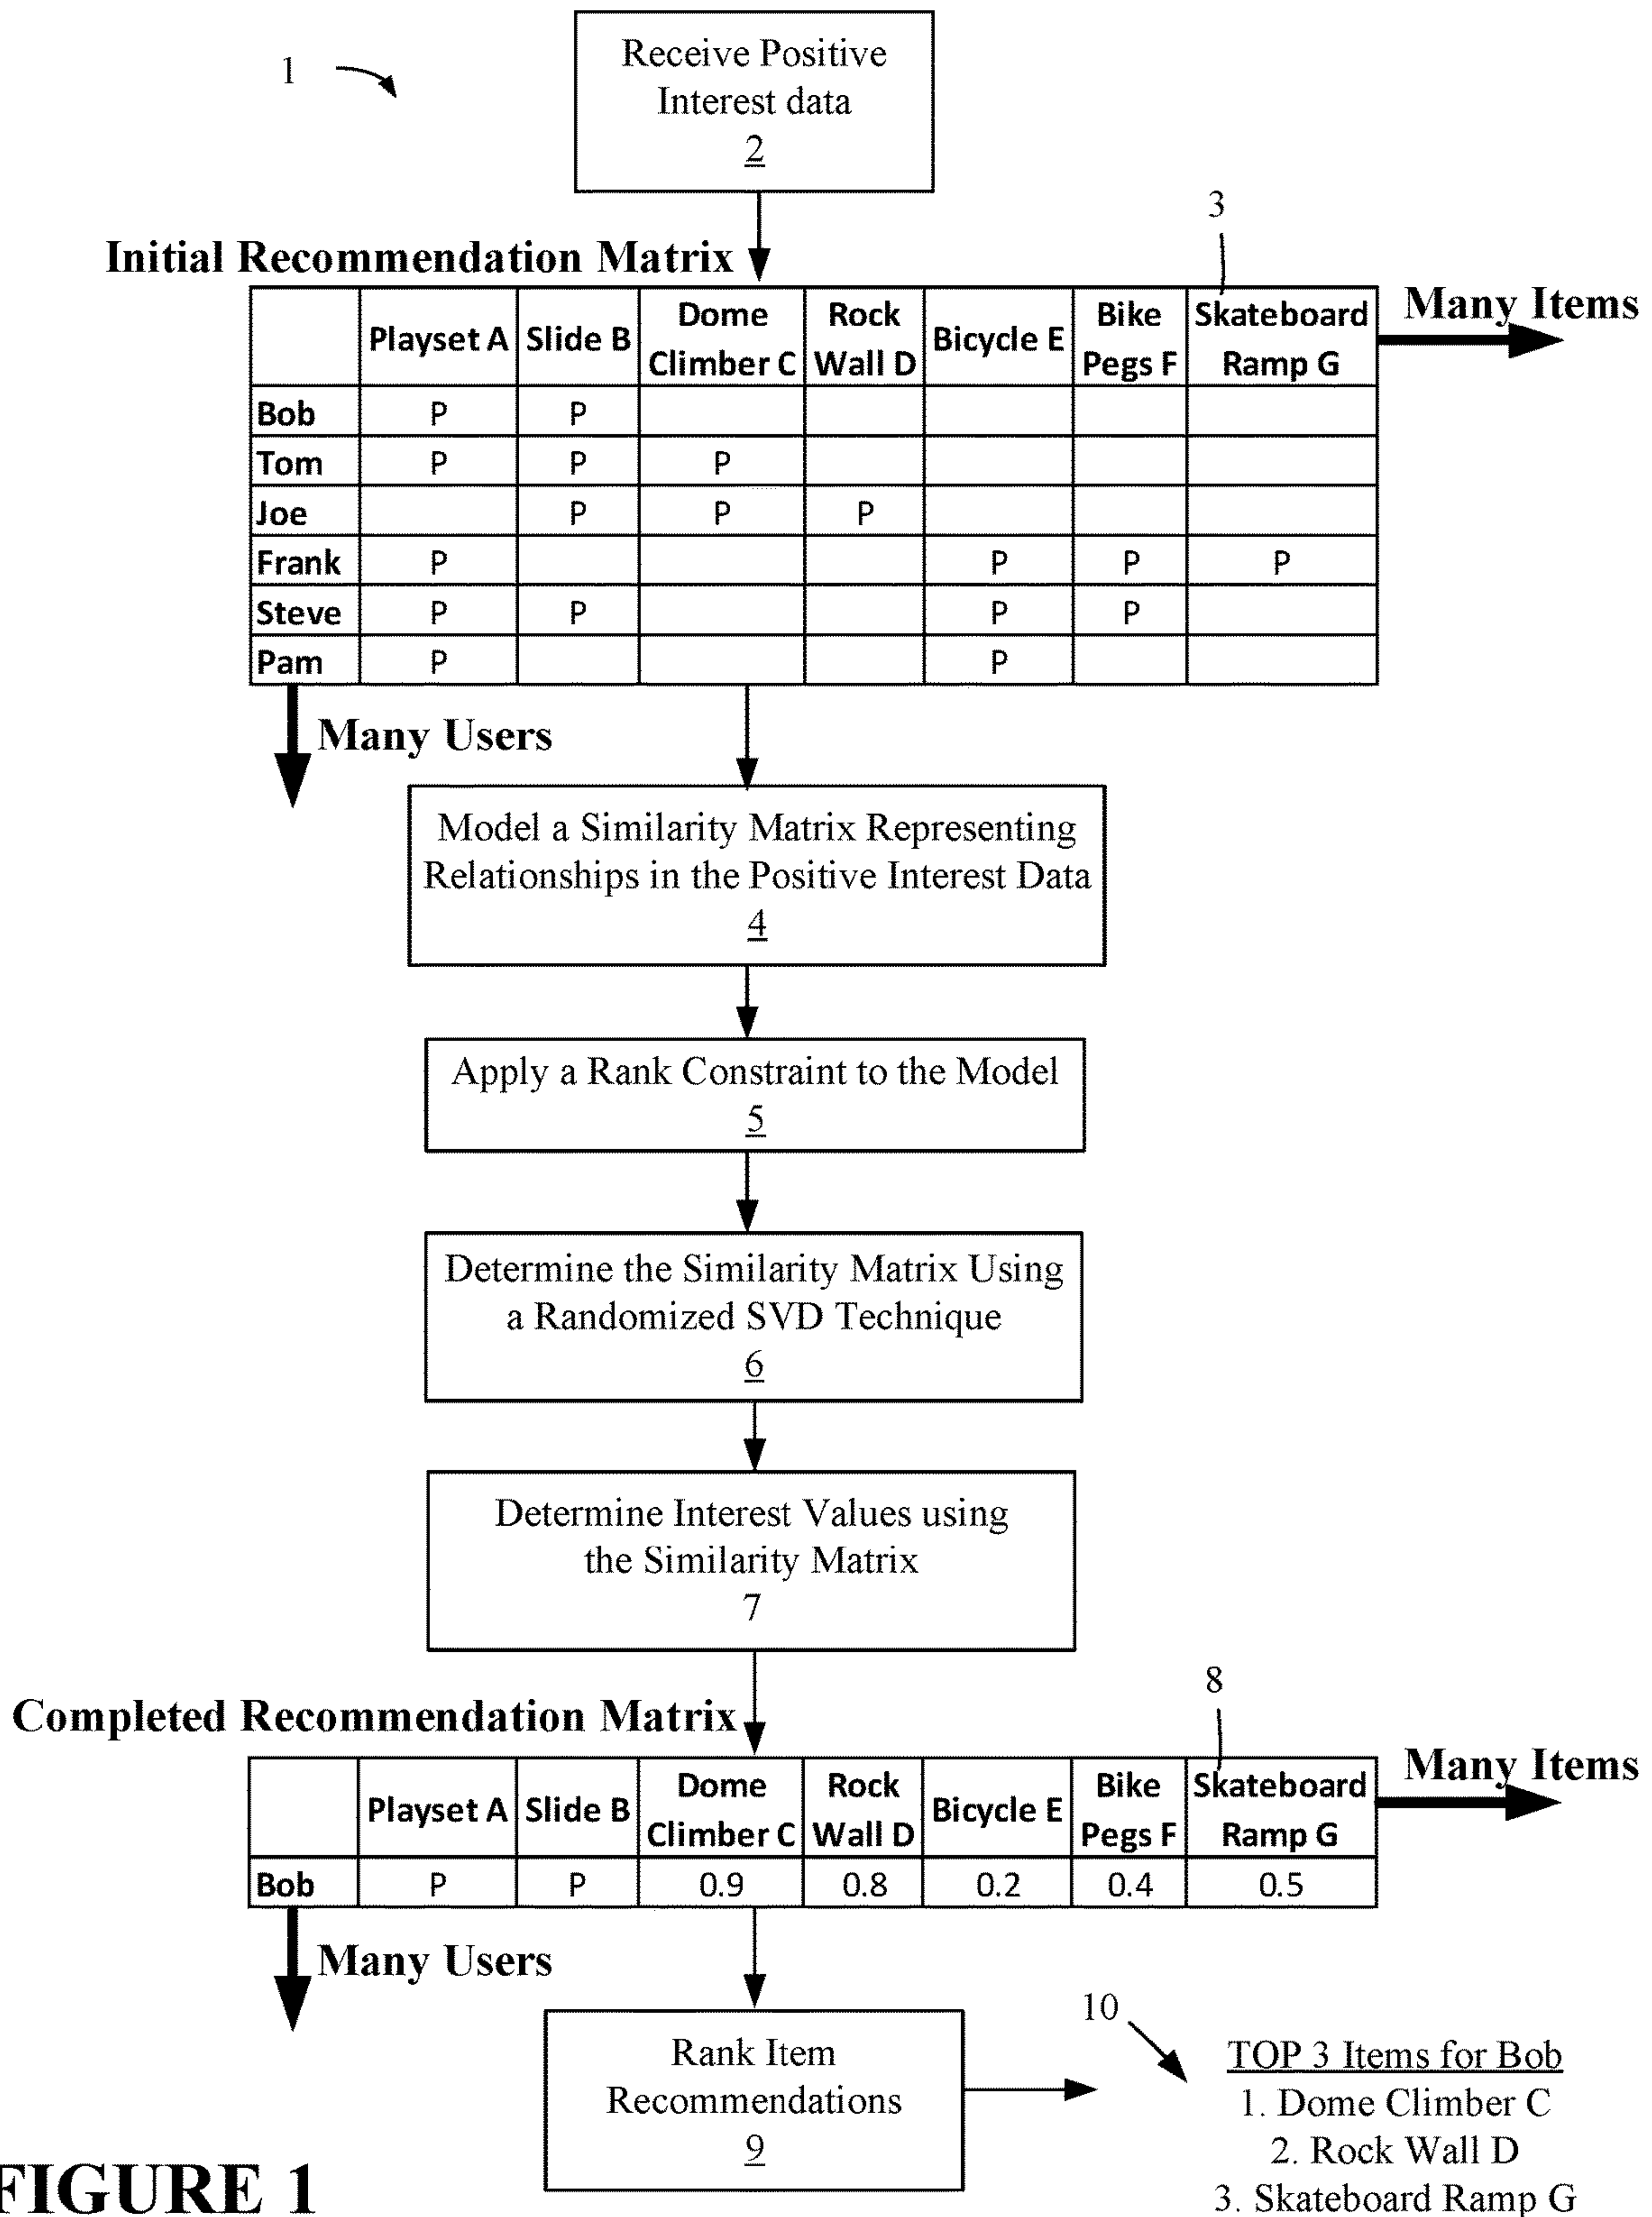 1
Receive Positive
Interest data
2
Initial Recommendation Matrix
3
Many Items
Playset A Slide B Dome Climber C Rock Wall D Bicycle E Bike Pegs F Skateboard Ramp G
Bob P P
Tom P P P
Joe P P P
Frank P P P P
Steve P P P P
Pam P P
Many Users
Model a Similarity Matrix Representing
Relationships in the Positive Interest Data
4
Apply a Rank Constraint to the Model
5
Determine the Similarity Matrix Using
a Randomized SVD Technique
6
Determine Interest Values using
the Similarity Matrix
7
Completed Recommendation Matrix
8
Many Items
Playset A Slide B Dome Climber C Rock Wall D Bicycle E Bike Pegs F Skateboard Ramp G
Bob P P 0.9 0.8 0.2 0.4 0.5
Many Users
Rank Item
Recommendations
9
10
TOP 3 Items for Bob
1. Dome Climber C
2. Rock Wall D
3. Skateboard Ramp G
FIGURE 1